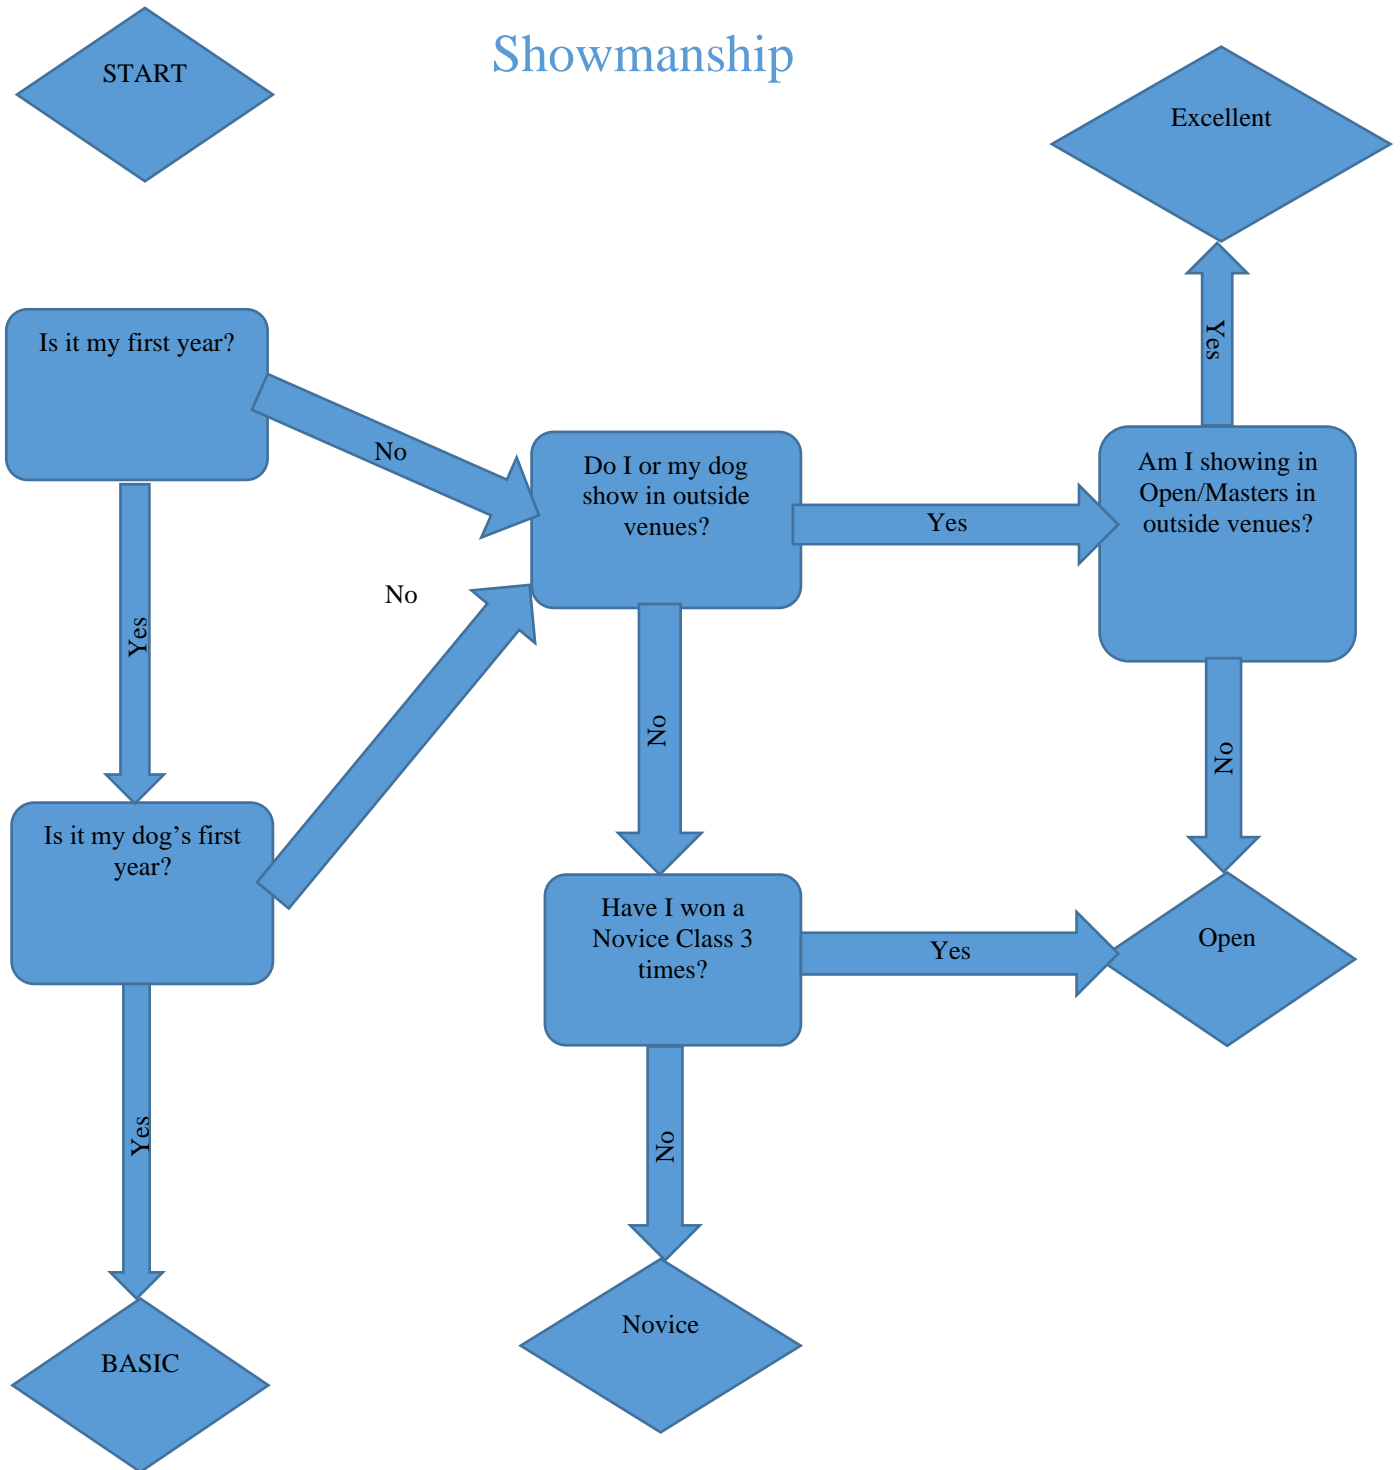 Showmanship
START
Excellent
Is it my first year?
Yes
No
Do I or my dog
show in outside
venues?
Yes
Am I showing in
Open/Masters in
outside venues?
No
Yes
No
No
Is it my dog’s first
year?
Have I won a
Novice Class 3
times?
Yes
Open
Yes
No
Novice
BASIC